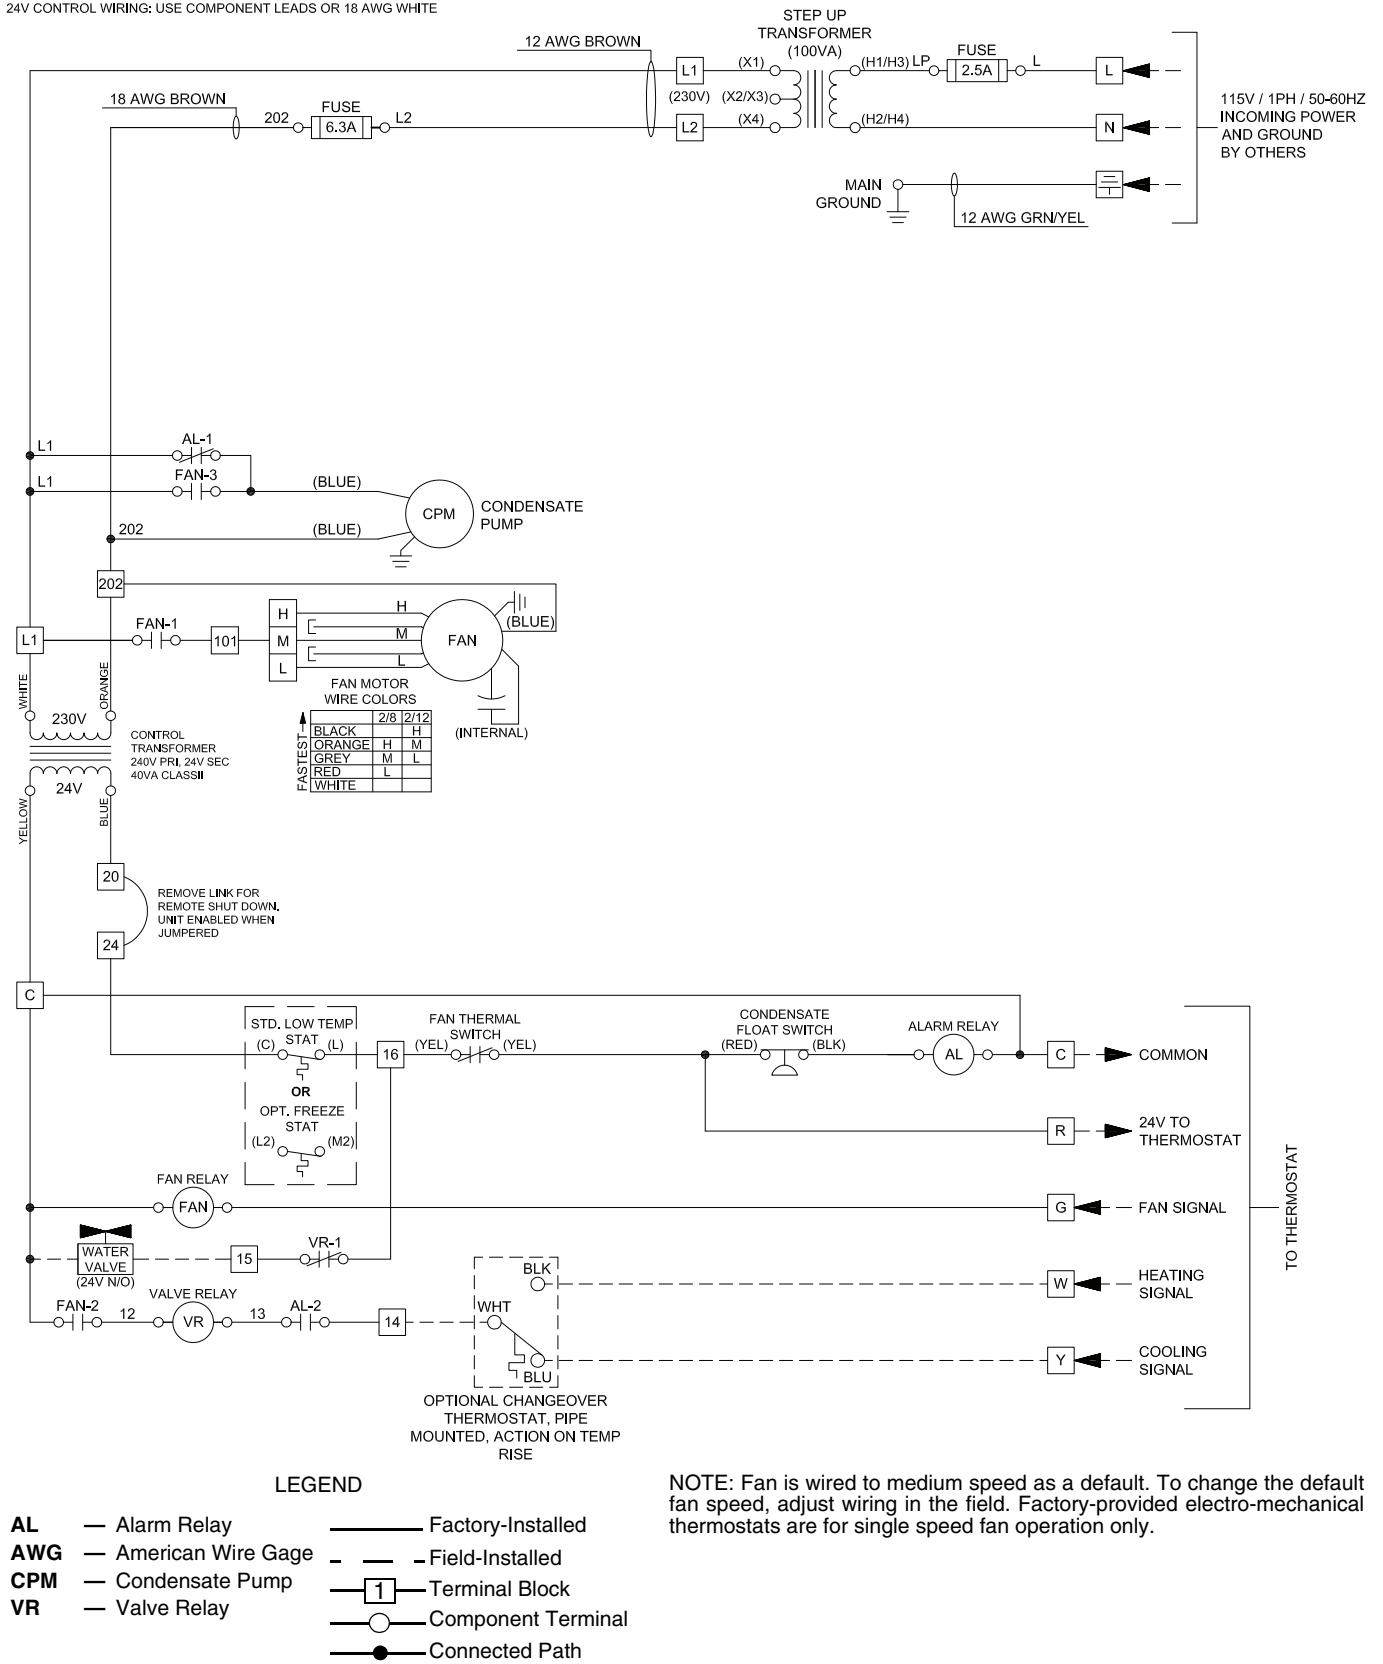 24V CONTROL WIRING: USE COMPONENT LEADS OR 18 AWG WHITE
STEP UP
TRANSFORMER
(100VA)
12 AWG BROWN
FUSE
L1
(X1)
(H1/H3)
LP
2.5A
L
L
18 AWG BROWN
(230V)
(X2/X3)
FUSE
202
6.3A
L2
L2
(X4)
(H2/H4)
N
115V / 1PH / 50-60HZ
INCOMING POWER
AND GROUND
BY OTHERS
MAIN
GROUND
12 AWG GRN/YEL
L1
AL-1
L1
FAN-3
(BLUE)
CPM
CONDENSATE
PUMP
202
(BLUE)
202
L1
FAN-1
101
H
M
L
H
M
L
FAN
(BLUE)
(INTERNAL)
WHITE
ORANGE
230V
CONTROL
TRANSFORMER
240V PRI, 24V SEC
40VA CLASSII
24V
YELLOW
BLUE
FAN MOTOR
WIRE COLORS
FASTEST
2/8 2/12
BLACK H
ORANGE H M
GREY M L
RED L
WHITE
20
REMOVE LINK FOR
REMOTE SHUT DOWN.
UNIT ENABLED WHEN
JUMPERED
24
C
STD. LOW TEMP
STAT
(C)
(L)
OR
OPT. FREEZE
STAT
(L2)
(M2)
16
FAN THERMAL
SWITCH
(YEL)
(YEL)
CONDENSATE
FLOAT SWITCH
(RED)
(BLK)
ALARM RELAY
AL
C
COMMON
R
24V TO
THERMOSTAT
FAN RELAY
FAN
G
FAN SIGNAL
TO THERMOSTAT
WATER
VALVE
(24V N/O)
15
VR-1
BLK
W
HEATING
SIGNAL
FAN-2
12
VALVE RELAY
VR
13
AL-2
14
WHT
BLU
Y
COOLING
SIGNAL
OPTIONAL CHANGEOVER
THERMOSTAT, PIPE
MOUNTED, ACTION ON TEMP
RISE
LEGEND
AL — Alarm Relay
AWG — American Wire Gage
CPM — Condensate Pump
VR — Valve Relay
Factory-Installed
Field-Installed
1 Terminal Block
Component Terminal
Connected Path
NOTE: Fan is wired to medium speed as a default. To change the default
fan speed, adjust wiring in the field. Factory-provided electro-mechanical
thermostats are for single speed fan operation only.